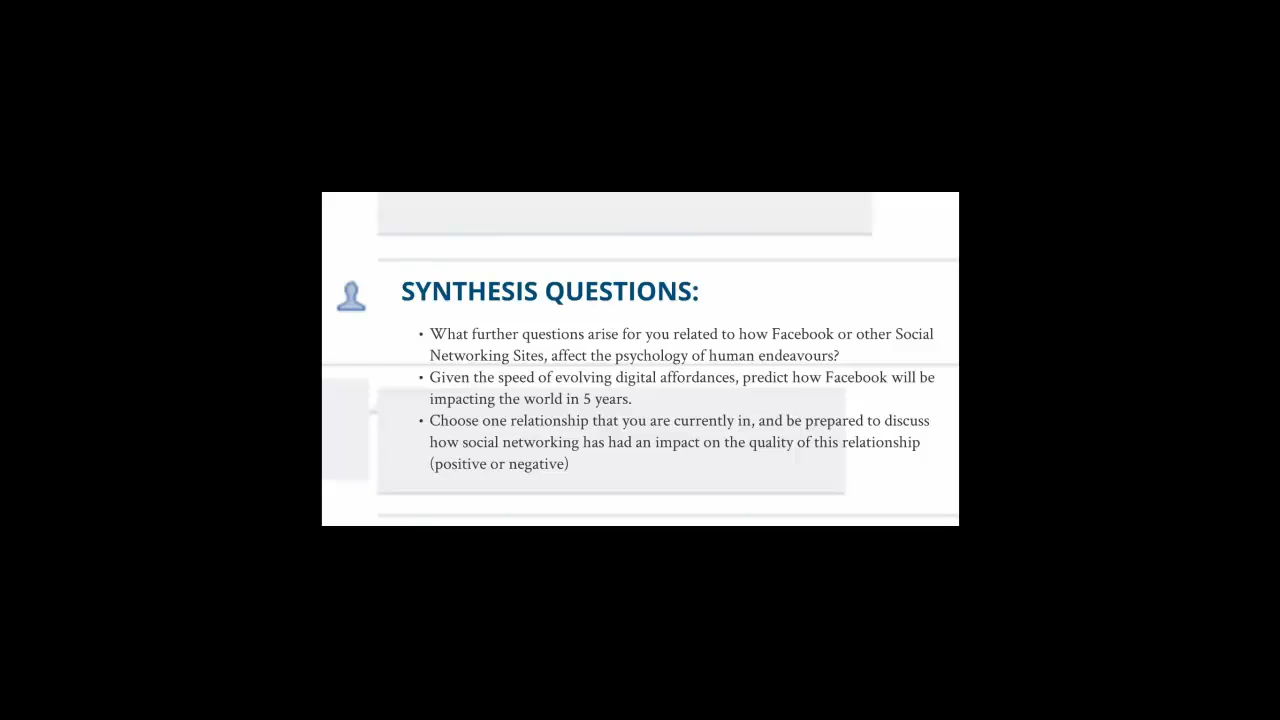 SYNTHESIS QUESTIONS:
• What further questions arise for you related to how Facebook or other Social
Networking Sites, affect the psychology of human endeavours?
• Given the speed of evolving digital affordances, predict how Facebook will be
impacting the world in 5 years.
• Choose one relationship that you are currently in, and be prepared to discuss
how social networking has had an impact on the quality of this relationship
(positive or negative)